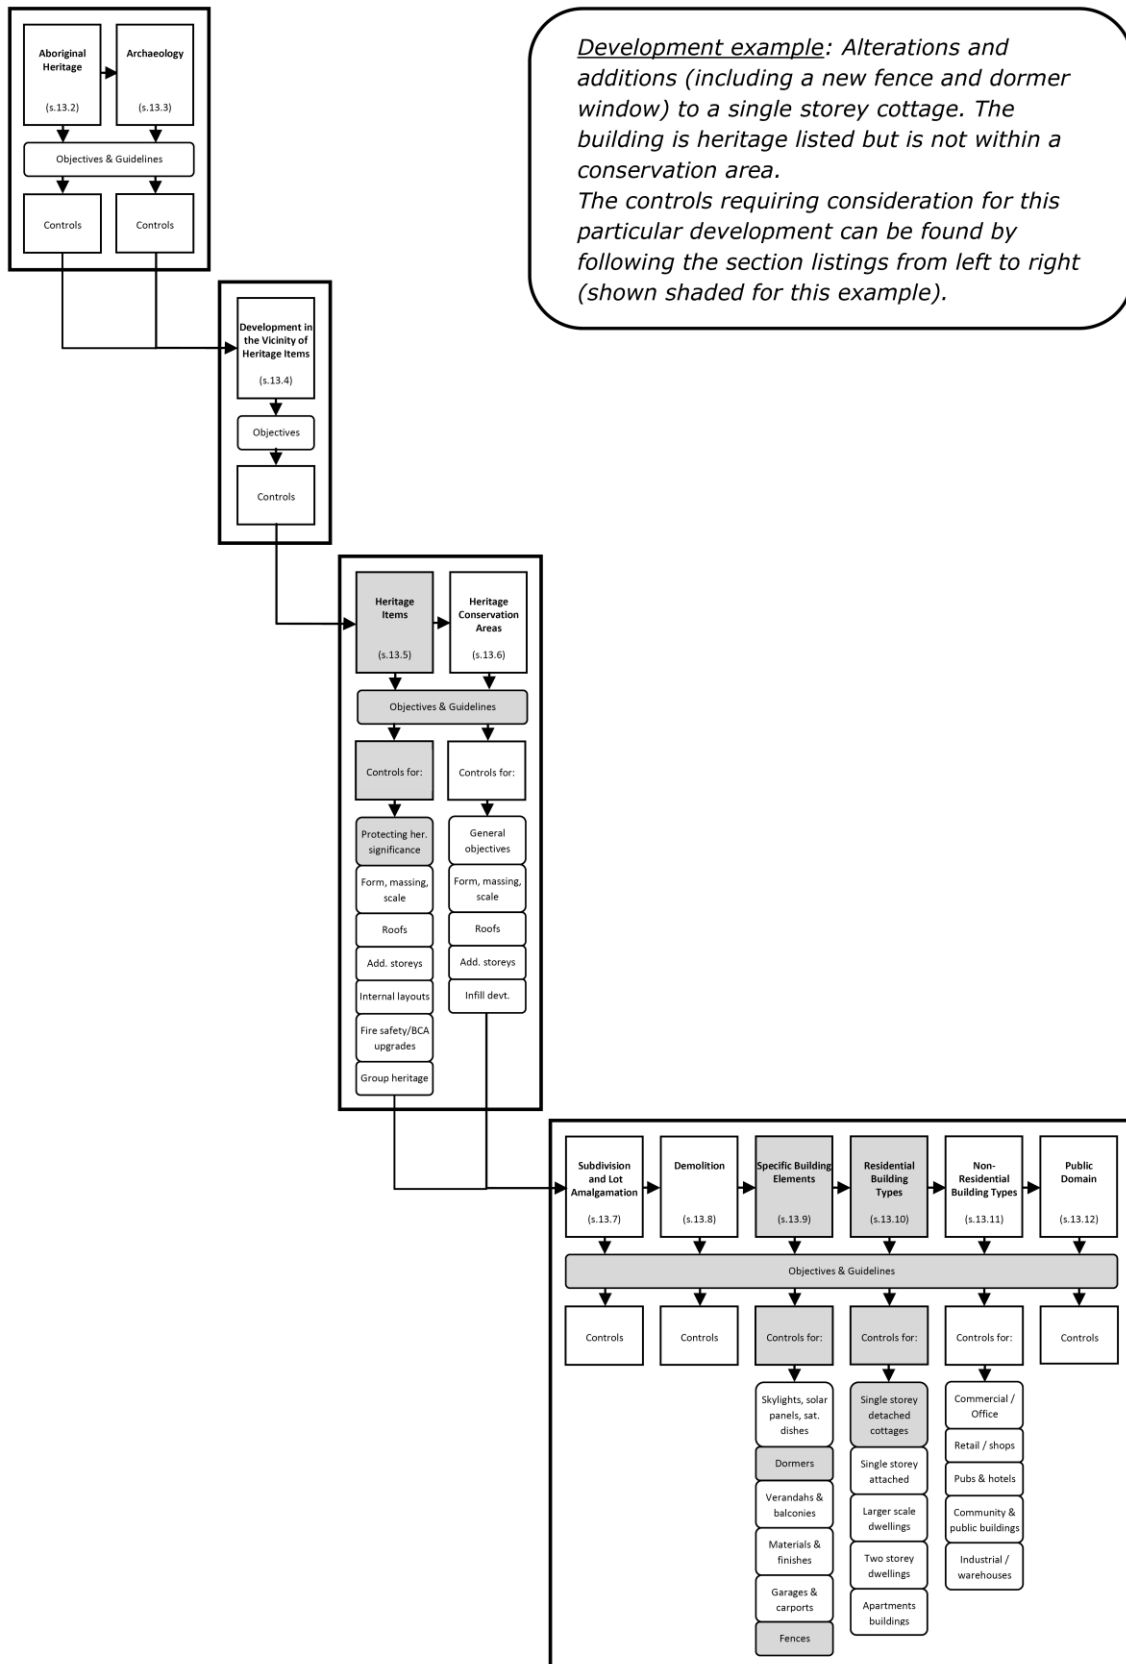 Development example: Alterations and
additions (including a new fence and dormer
window) to a single storey cottage. The
building is heritage listed but is not within a
conservation area.
The controls requiring consideration for this
particular development can be found by
following the section listings from left to right
(shown shaded for this example).
Aboriginal
Heritage
(s.13.2)
Archaeology
(s.13.3)
Objectives & Guidelines
Controls
Controls
Development in
the Vicinity of
Heritage Items
(s.13.4)
Objectives
Controls
Heritage
Items
(s.13.5)
Heritage
Conservation
Areas
(s.13.6)
Objectives & Guidelines
Controls for:
Controls for:
Protecting her.
significance
Form, massing,
scale
Roofs
Add. storeys
Internal layouts
Fire safety/BCA
upgrades
Group heritage
General
objectives
Form, massing,
scale
Roofs
Add. storeys
Infill devt.
Subdivision
and Lot
Amalgamation
(s.13.7)
Demolition
(s.13.8)
Specific Building
Elements
(s.13.9)
Residential
Building
Types
(s.13.10)
Non-
Residential
Building Types
(s.13.11)
Public
Domain
(s.13.12)
Objectives & Guidelines
Controls
Controls
Controls for:
Controls for:
Controls for:
Controls
Skylights, solar
panels, sat.
dishes
Dormers
Verandahs &
balconies
Materials &
finishes
Garages &
carports
Fences
Single storey
detached
cottages
Single storey
attached
Larger scale
dwellings
Two storey
dwellings
Apartments
buildings
Commercial /
Office
Retail / shops
Pubs & hotels
Community &
public buildings
Industrial /
warehouses